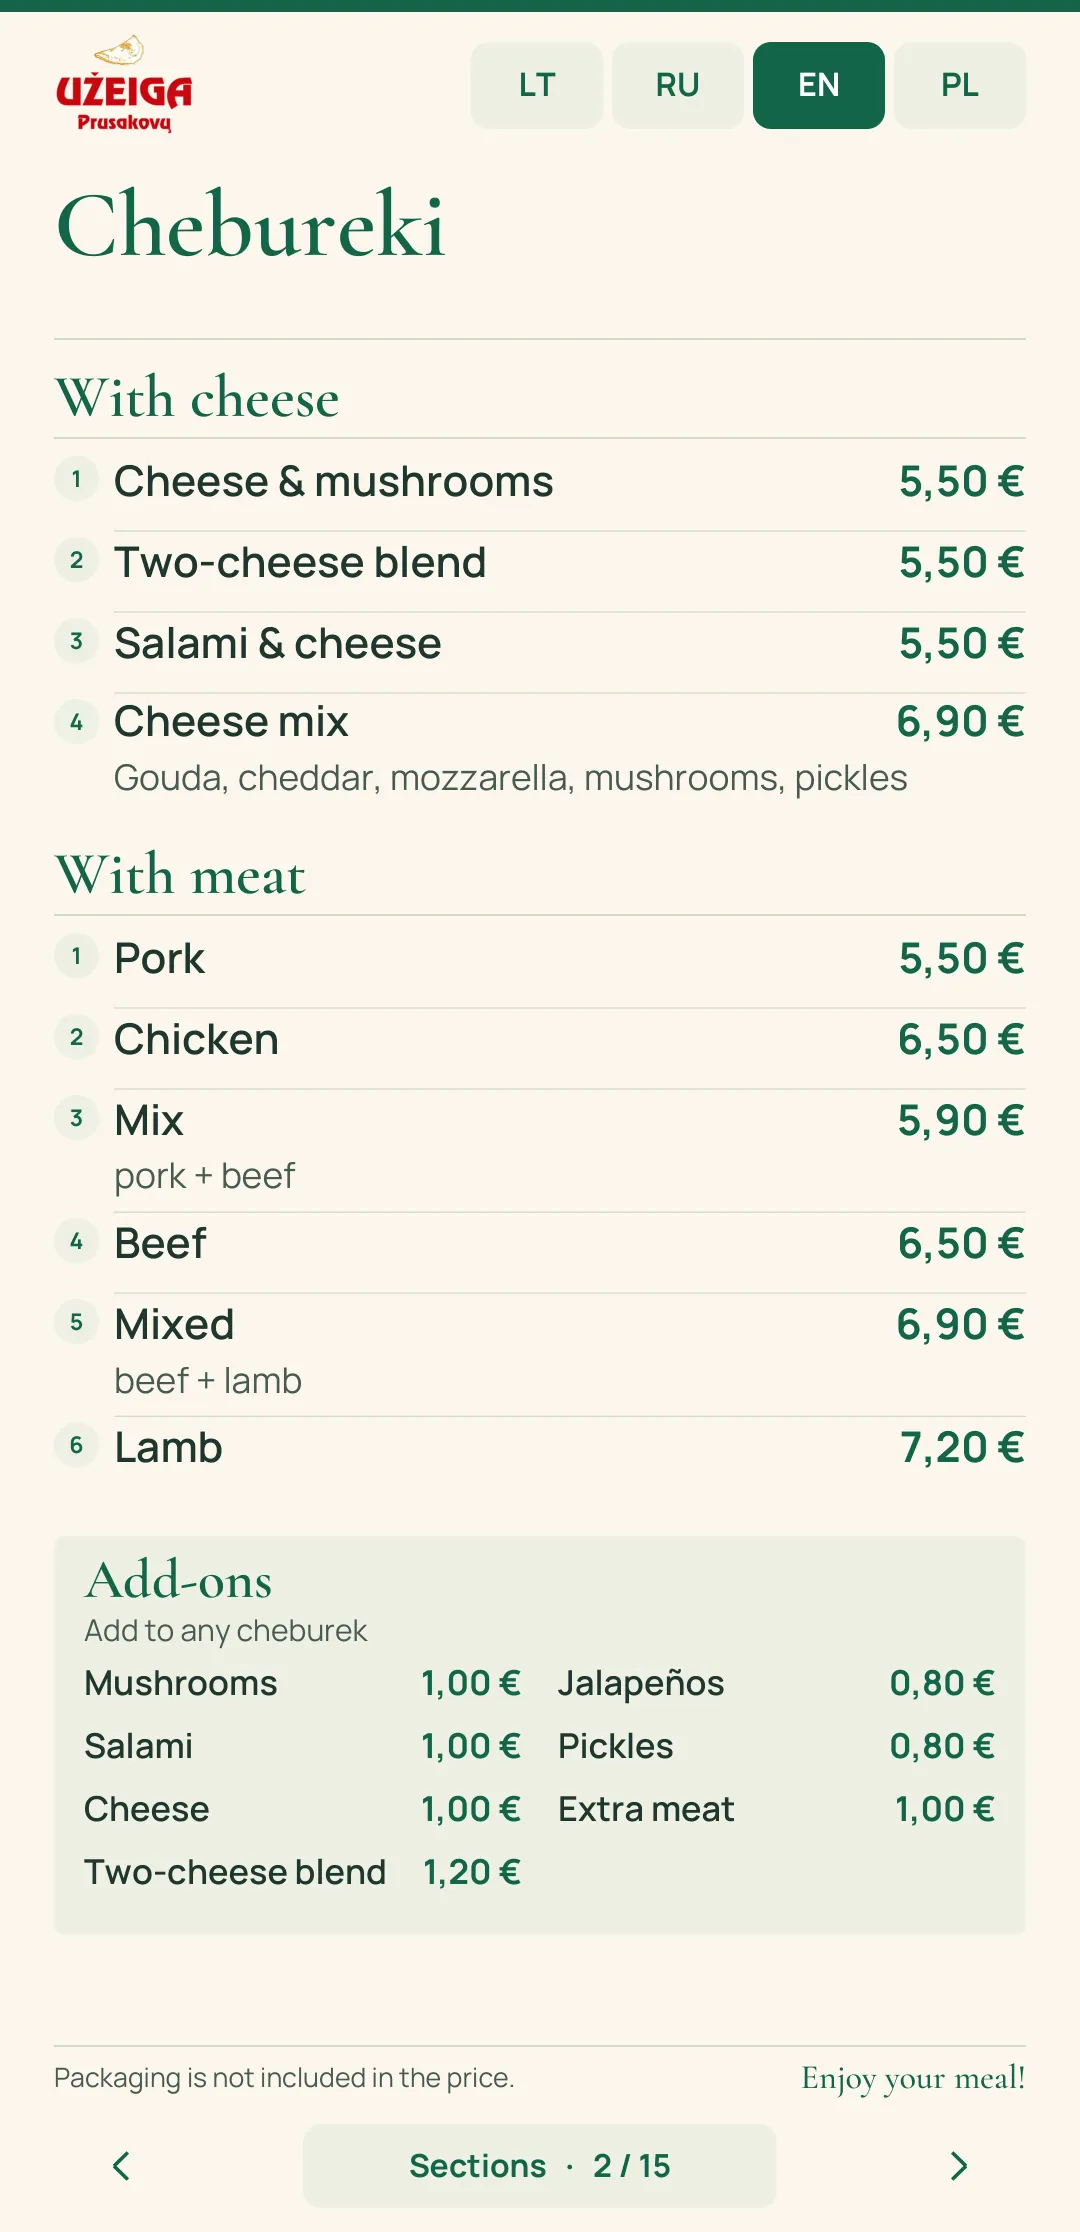 UŽEIGA
Prusakovų
LT RU EN PL
Chebureki
With cheese
1 Cheese & mushrooms 5,50 €
2 Two-cheese blend 5,50 €
3 Salami & cheese 5,50 €
4 Cheese mix 6,90 €
Gouda, cheddar, mozzarella, mushrooms, pickles
With meat
1 Pork 5,50 €
2 Chicken 6,50 €
3 Mix 5,90 €
pork + beef
4 Beef 6,50 €
5 Mixed 6,90 €
beef + lamb
6 Lamb 7,20 €
Add-ons
Add to any cheburek
Mushrooms 1,00 € Jalapeños 0,80 €
Salami 1,00 € Pickles 0,80 €
Cheese 1,00 € Extra meat 1,00 €
Two-cheese blend 1,20 €
Packaging is not included in the price. Enjoy your meal!
Sections · 2 / 15